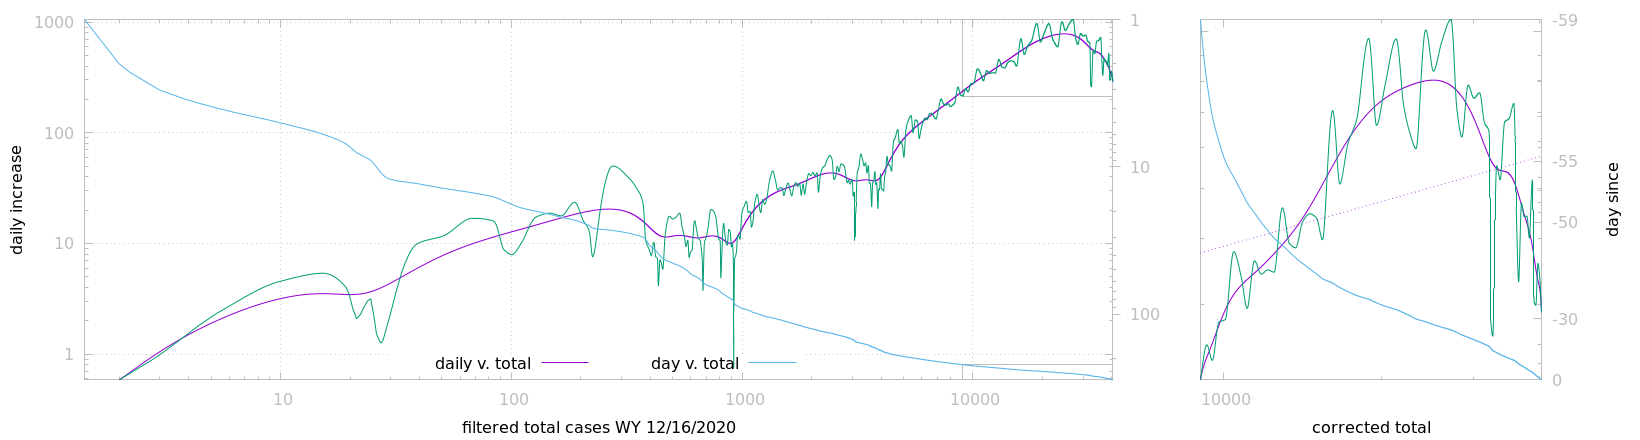 1000
100
10
1
daily increase
10
100
1000
10000
filtered total cases WY 12/16/2020
daily v. total
day v. total
1
10
100
10000
corrected total
-59
-55
-50
-30
0
day since